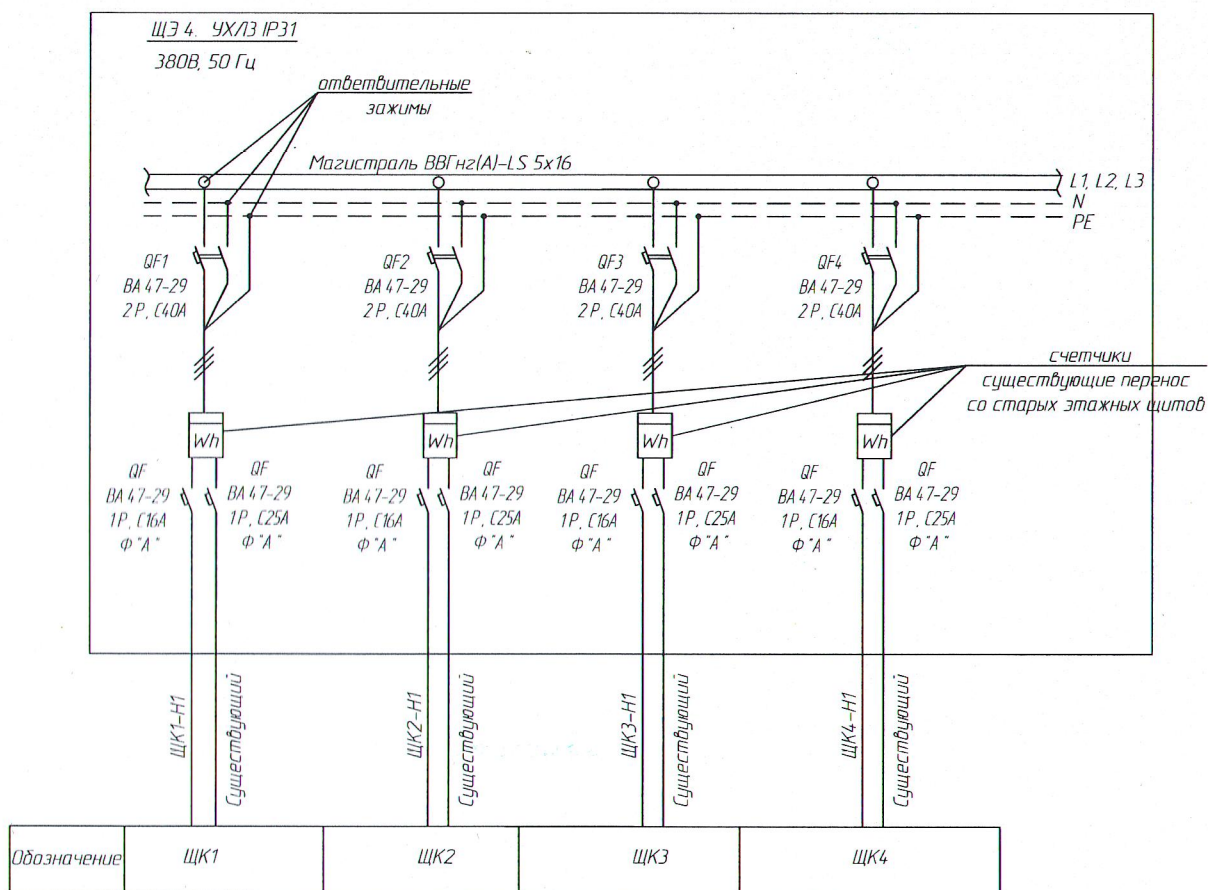 ЩЭ 4. УХЛ3 IP31
380В, 50 Гц
ответвительные
зажимы
Магистраль ВВГнг(А)-LS 5х16
L1, L2, L3
N
PE
QF1
ВА 47-29
2 Р, С40А
QF2
ВА 47-29
2 Р, С40А
QF3
ВА 47-29
2 Р, С40А
QF4
ВА 47-29
2 Р, С40А
счетчики
существующие перенос
со старых этажных щитов
Wh
Wh
Wh
Wh
QF
ВА 47-29
1Р, С16А
Ф "А"
QF
ВА 47-29
1Р, С25А
Ф "А"
QF
ВА 47-29
1Р, С16А
Ф "А"
QF
ВА 47-29
1Р, С25А
Ф "А"
QF
ВА 47-29
1Р, С16А
Ф "А"
QF
ВА 47-29
1Р, С25А
Ф "А"
QF
ВА 47-29
1Р, С16А
Ф "А"
QF
ВА 47-29
1Р, С25А
Ф "А"
ЩК1-Н1
Существующий
ЩК2-Н1
Существующий
ЩК3-Н1
Существующий
ЩК4-Н1
Существующий
Обозначение
ЩК1
ЩК2
ЩК3
ЩК4